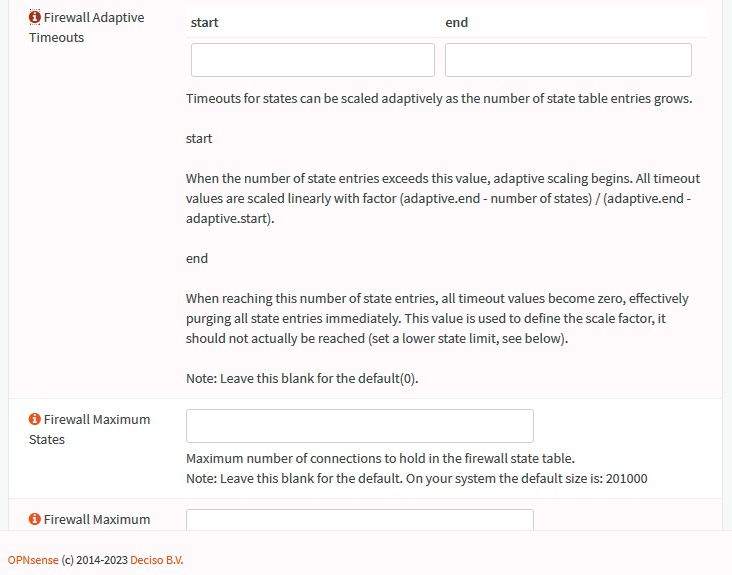 Firewall Adaptive
Timeouts
start end
Timeouts for states can be scaled adaptively as the number of state table entries grows.
start
When the number of state entries exceeds this value, adaptive scaling begins. All timeout
values are scaled linearly with factor (adaptive.end - number of states) / (adaptive.end -
adaptive.start).
end
When reaching this number of state entries, all timeout values become zero, effectively
purging all state entries immediately. This value is used to define the scale factor, it
should not actually be reached (set a lower state limit, see below).
Note: Leave this blank for the default(0).
Firewall Maximum
States
Maximum number of connections to hold in the firewall state table.
Note: Leave this blank for the default. On your system the default size is: 201000
Firewall Maximum
OPNsense (c) 2014-2023 Deciso B.V.